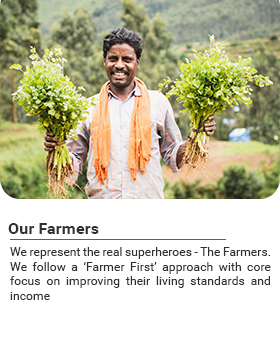 Our Farmers
We represent the real superheroes - The Farmers.
We follow a ‘Farmer First’ approach with core
focus on improving their living standards and
income